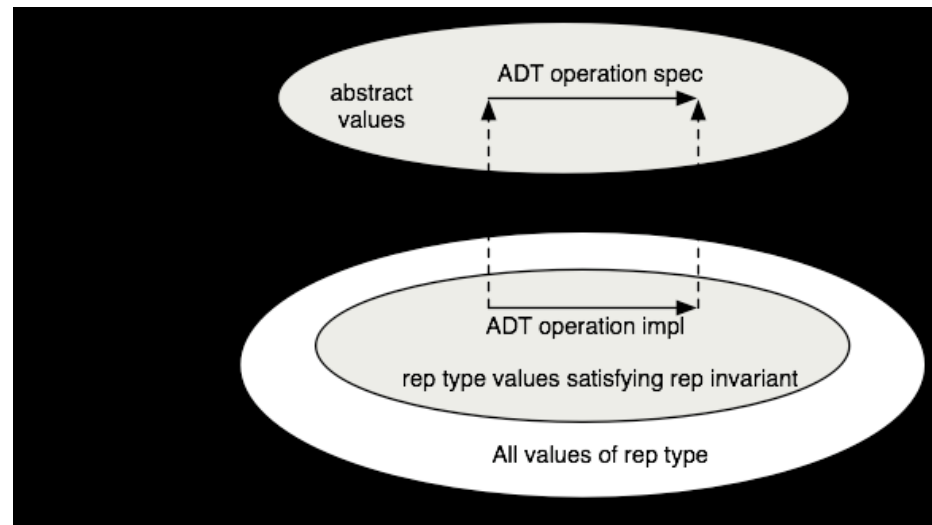 ADT operation spec
abstract
values
ADT operation impl
rep type values satisfying rep invariant
All values of rep type